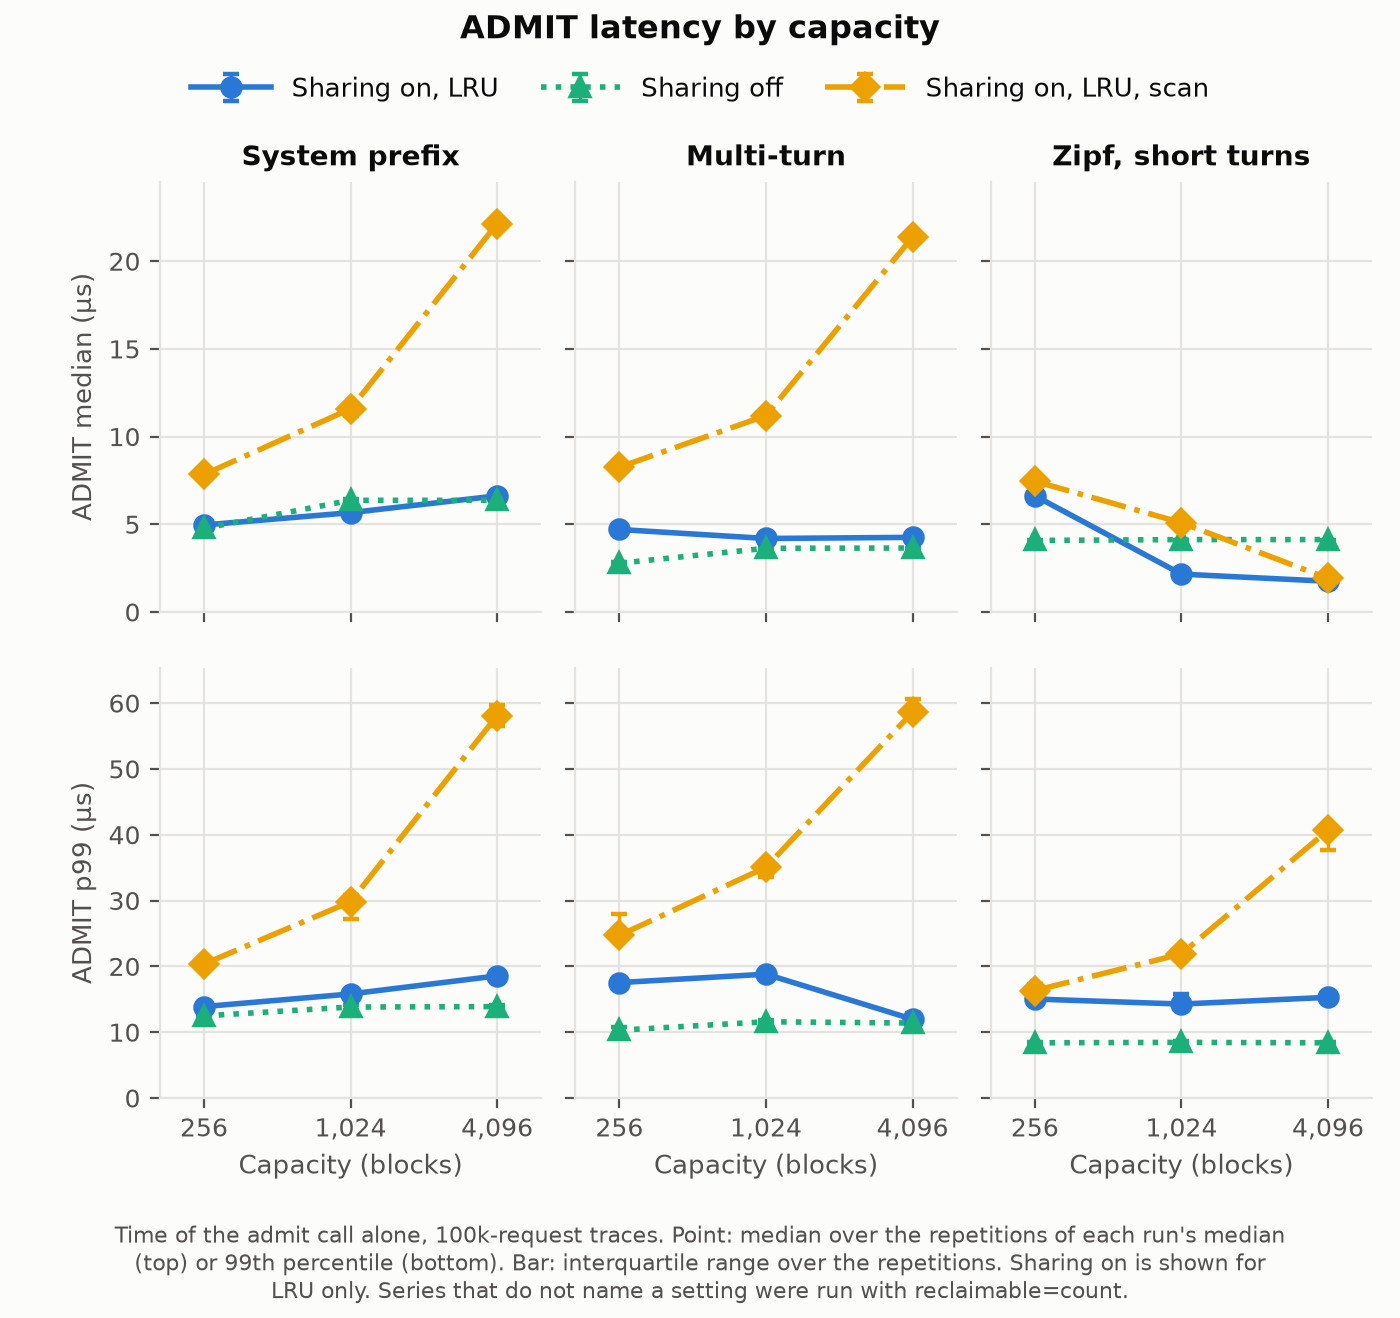 ADMIT latency by capacity
Sharing on, LRU
Sharing off
Sharing on, LRU, scan
System prefix
Multi-turn
Zipf, short turns
ADMIT median (µs)
20
15
10
5
0
ADMIT p99 (µs)
60
50
40
30
20
10
0
256
1,024
4,096
256
1,024
4,096
256
1,024
4,096
Capacity (blocks)
Capacity (blocks)
Capacity (blocks)
Time of the admit call alone, 100k-request traces. Point: median over the repetitions of each run's median
(top) or 99th percentile (bottom). Bar: interquartile range over the repetitions. Sharing on is shown for
LRU only. Series that do not name a setting were run with reclaimable=count.